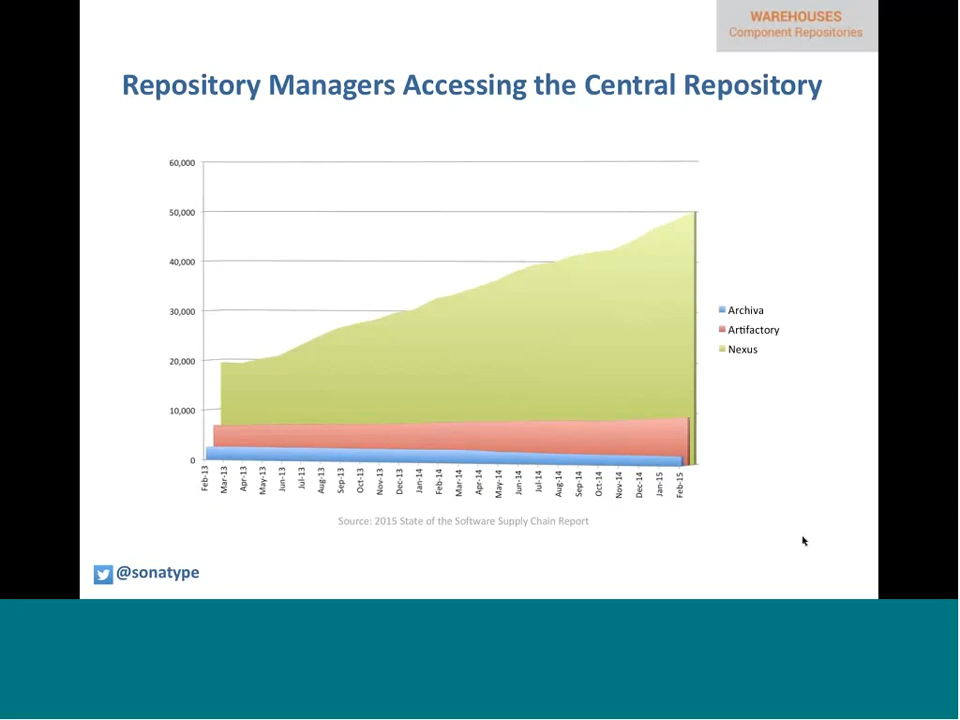 WAREHOUSES
Component Repositories
Repository Managers Accessing the Central Repository
60,000
50,000
40,000
30,000
20,000
10,000
0
Archiva
Artifactory
Nexus
Feb-13
Mar-13
Apr-13
May-13
Jun-13
Jul-13
Aug-13
Sep-13
Oct-13
Nov-13
Dec-13
Jan-14
Feb-14
Mar-14
Apr-14
May-14
Jun-14
Jul-14
Aug-14
Sep-14
Oct-14
Nov-14
Dec-14
Jan-15
Feb-15
Source: 2015 State of the Software Supply Chain Report
@sonatype